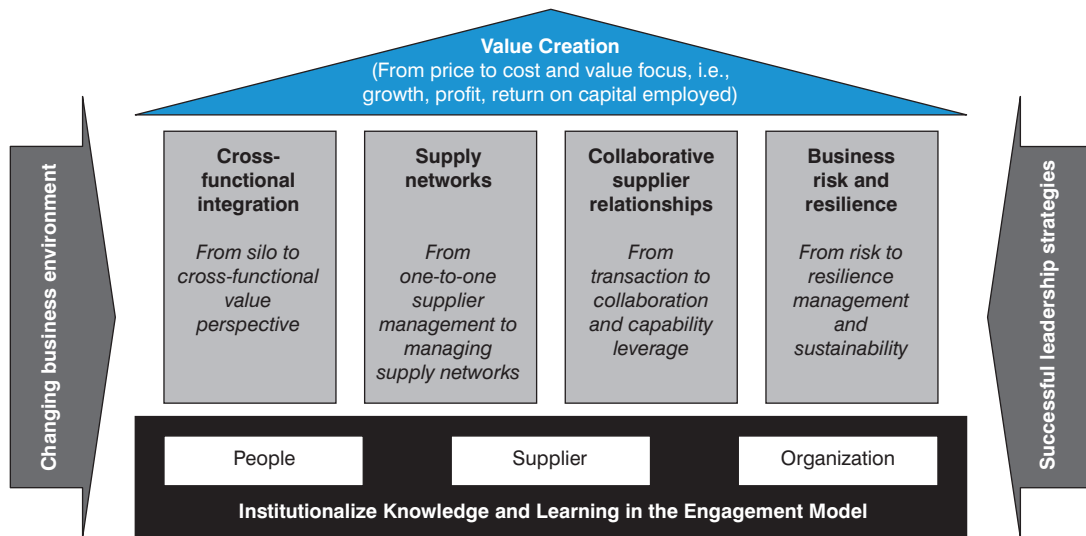 Value Creation
(From price to cost and value focus, i.e.,
growth, profit, return on capital employed)
Changing business environment
Cross-
functional
integration
From silo to
cross-functional
value
perspective
Supply
networks
From
one-to-one
supplier
management to
managing
supply networks
Collaborative
supplier
relationships
From
transaction to
collaboration
and capability
leverage
Business
risk and
resilience
From risk to
resilience
management
and
sustainability
Successful leadership strategies
People
Supplier
Organization
Institutionalize Knowledge and Learning in the Engagement Model